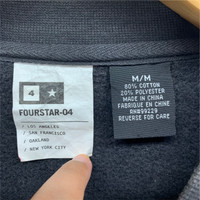 4
FOURSTAR-04
/ LOS ANGELES
/ SAN FRANCISCO
/ OAKLAND
/ NEW YORK CITY
M/M
80% COTTON
20% POLYESTER
MADE IN CHINA
FABRIQUE EN CHINE
RN#99229
REVERSE FOR CARE